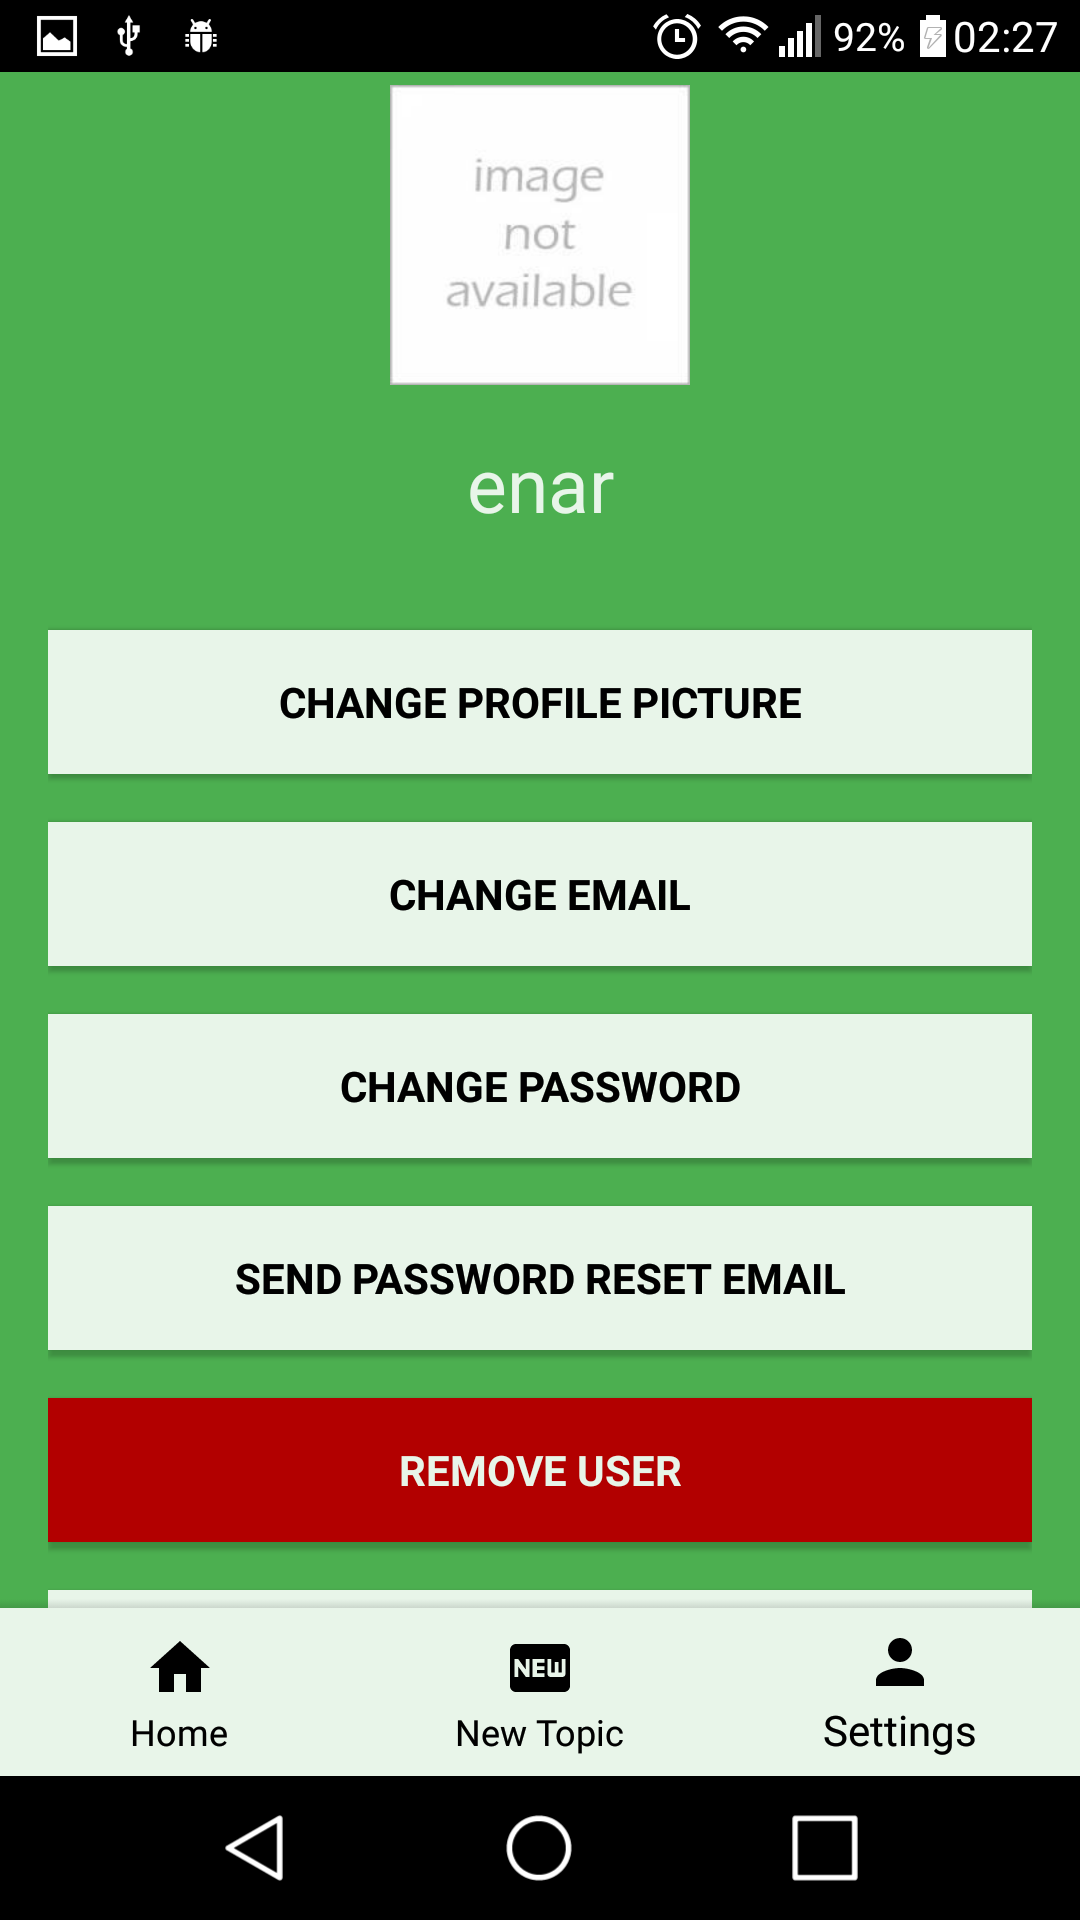 92% 02:27
image
not
available
enar
CHANGE PROFILE PICTURE
CHANGE EMAIL
CHANGE PASSWORD
SEND PASSWORD RESET EMAIL
REMOVE USER
NEW
Home New Topic Settings